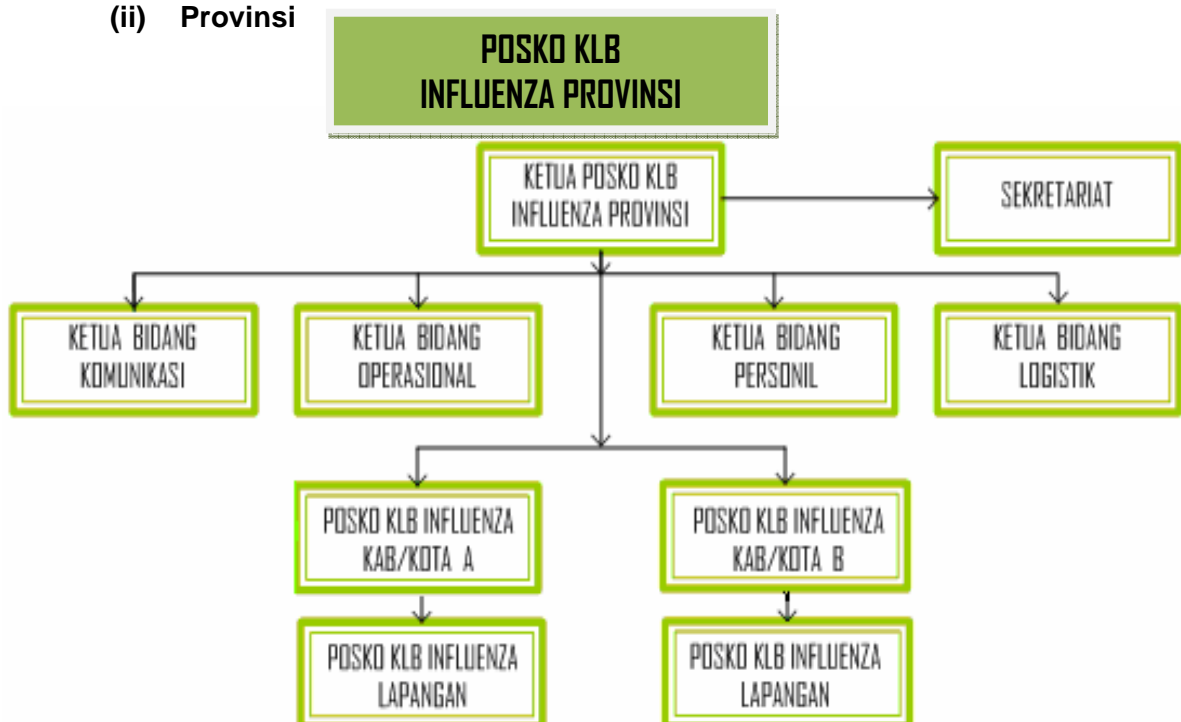 (ii) Provinsi
POSKO KLB
INFLUENZA PROVINSI
KETUA POSKO KLB
INFLUENZA PROVINSI
SEKRETARIAT
KETUA BIDANG
KOMUNIKASI
KETUA BIDANG
OPERASIONAL
KETUA BIDANG
PERSONIL
KETUA BIDANG
LOGISTIK
POSKO KLB INFLUENZA
KAB/KOTA A
POSKO KLB INFLUENZA
KAB/KOTA B
POSKO KLB INFLUENZA
LAPANGAN
POSKO KLB INFLUENZA
LAPANGAN